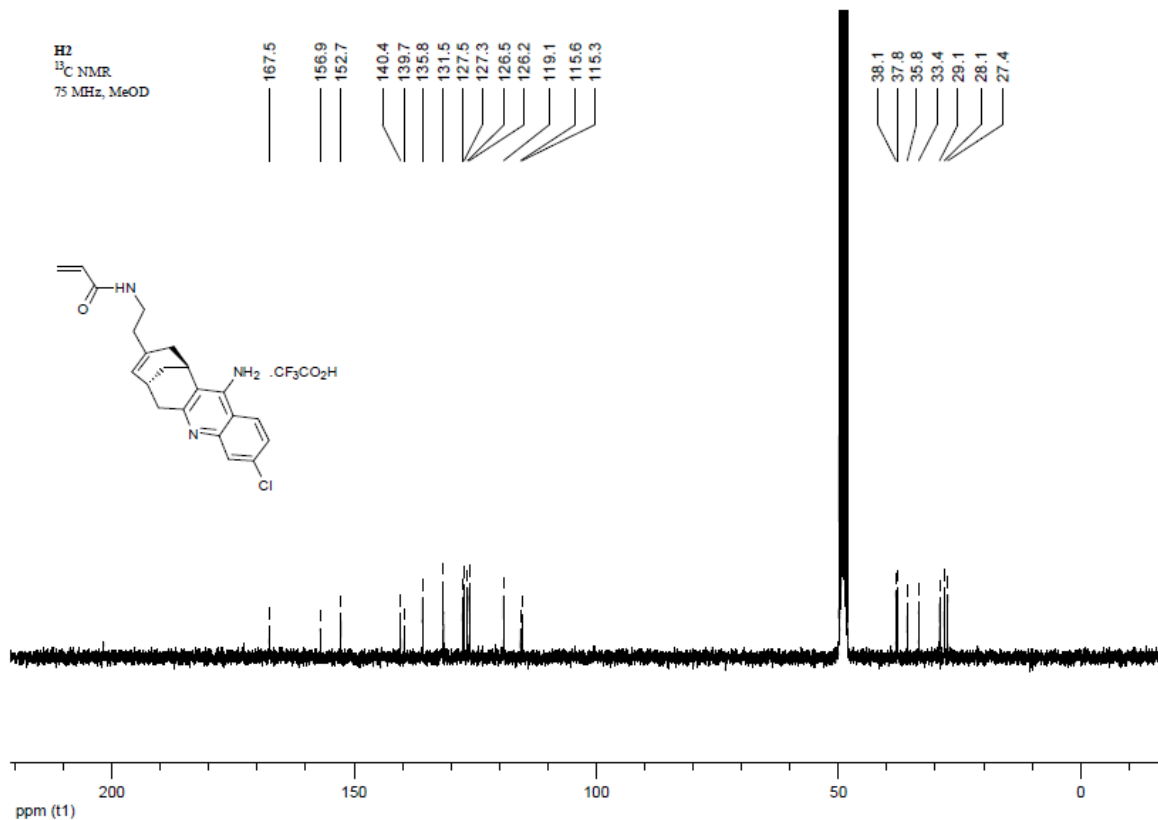 H2
¹³C NMR
75 MHz, MeOD
167.5
156.9
152.7
140.4
139.7
135.8
131.5
127.5
127.3
126.5
126.2
119.1
115.6
115.3
38.1
37.8
35.8
33.4
29.1
28.1
27.4
HN
O
NH₂ .CF₃CO₂H
N
Cl
200 150 100 50 0
ppm (t1)